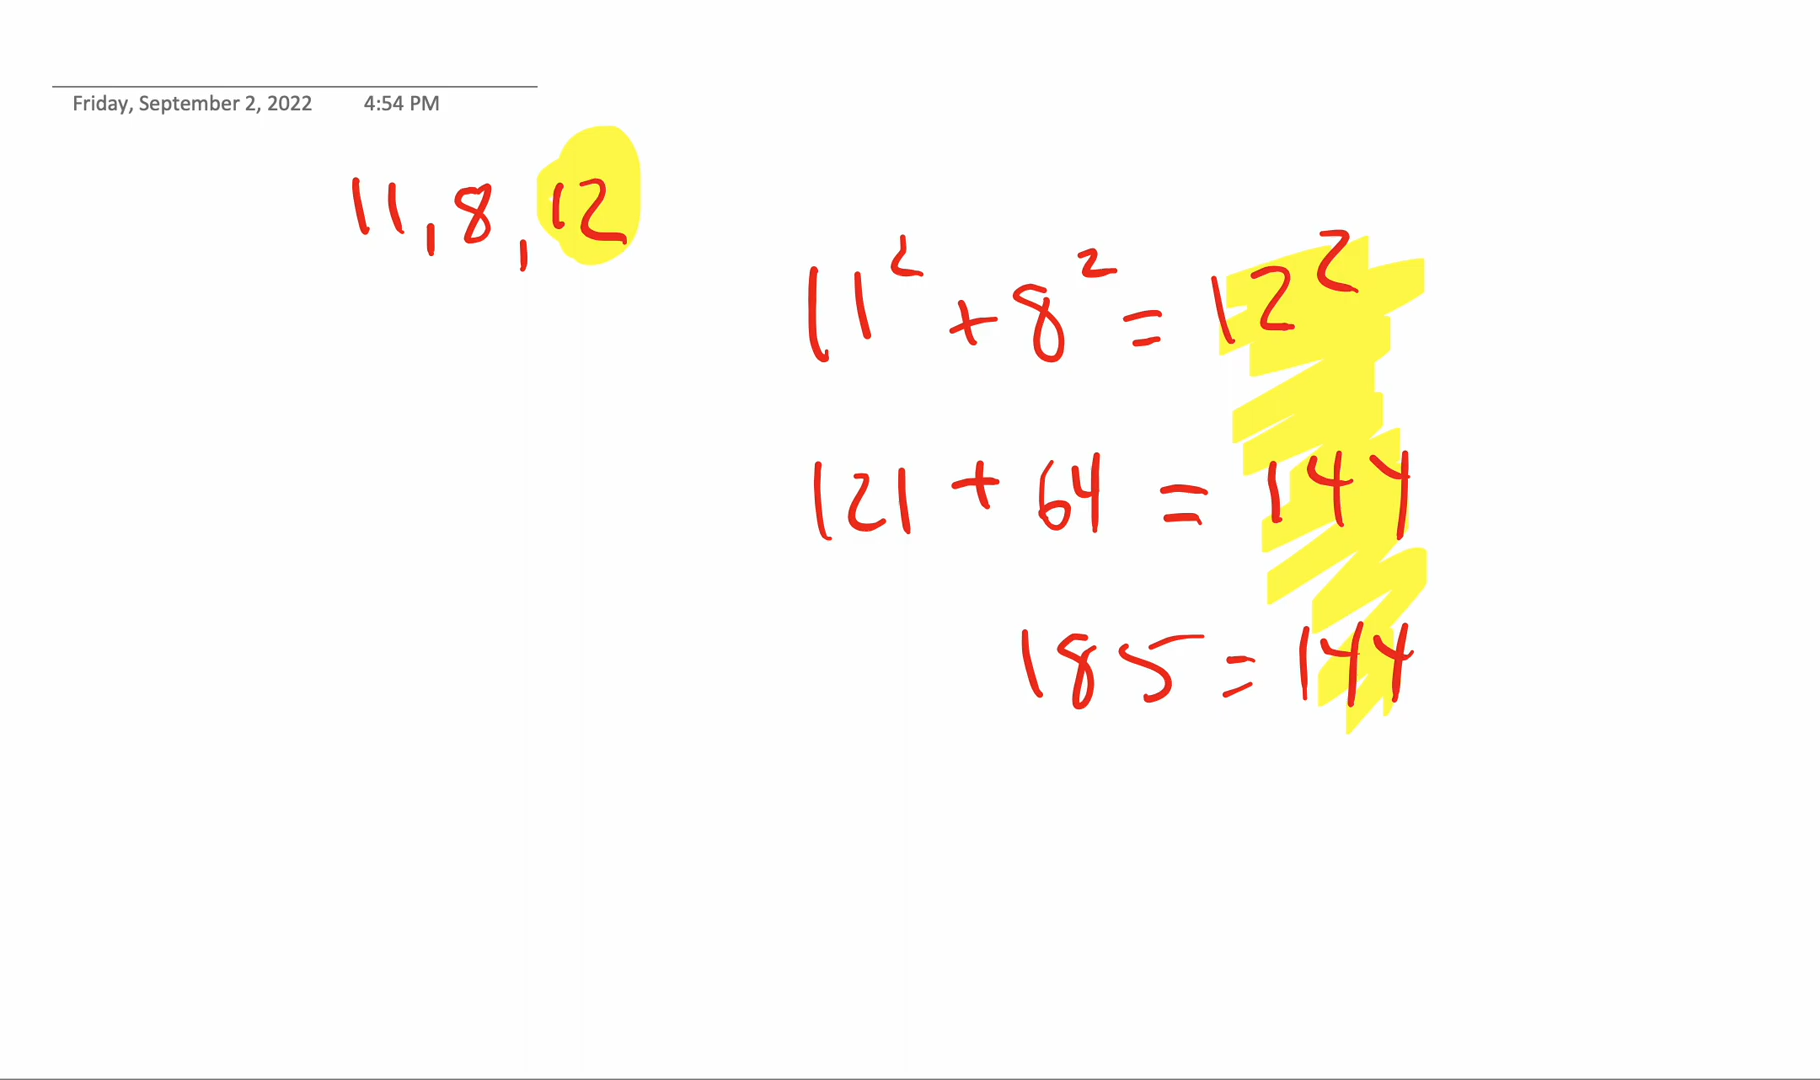 Friday, September 2, 2022 4:54 PM
11, 8, 12
11² + 8² = 12²
121 + 64 = 144
185 = 144